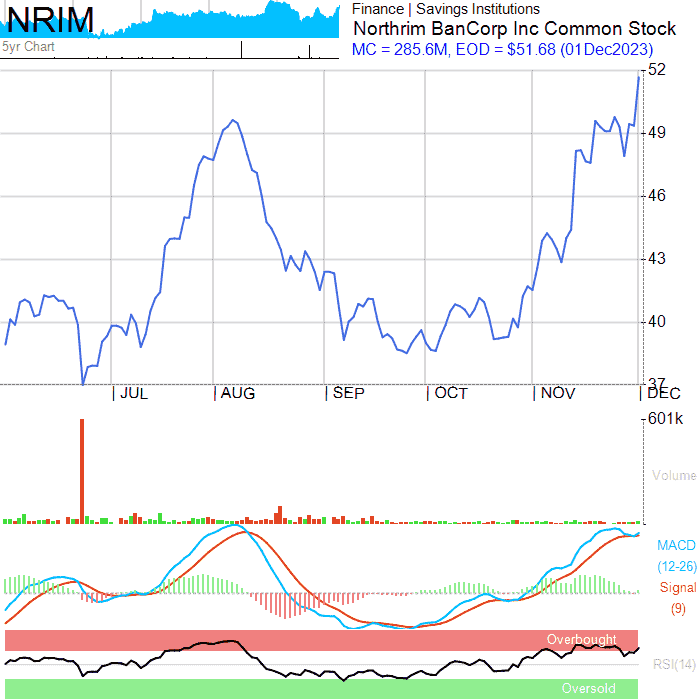 NRIM
5yr Chart
Finance | Savings Institutions
Northrim BanCorp Inc Common Stock
MC = 285.6M, EOD = $51.68 (01Dec2023)
52
49
46
43
40
37
JUL AUG SEP OCT NOV DEC
601k
Volume
MACD
(12-26)
Signal
(9)
Overbought
RSI(14)
Oversold